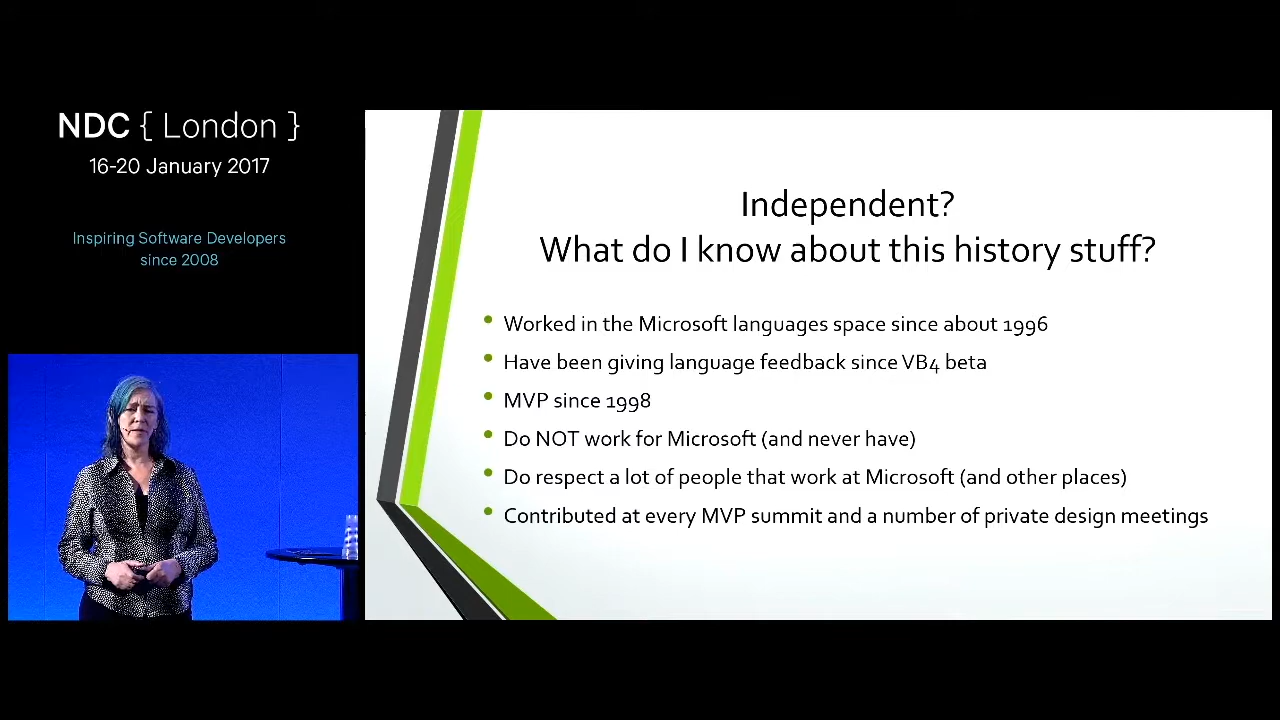 NDC { London }
16-20 January 2017
Inspiring Software Developers
since 2008
Independent?
What do I know about this history stuff?
• Worked in the Microsoft languages space since about 1996
• Have been giving language feedback since VB4 beta
• MVP since 1998
• Do NOT work for Microsoft (and never have)
• Do respect a lot of people that work at Microsoft (and other places)
• Contributed at every MVP summit and a number of private design meetings